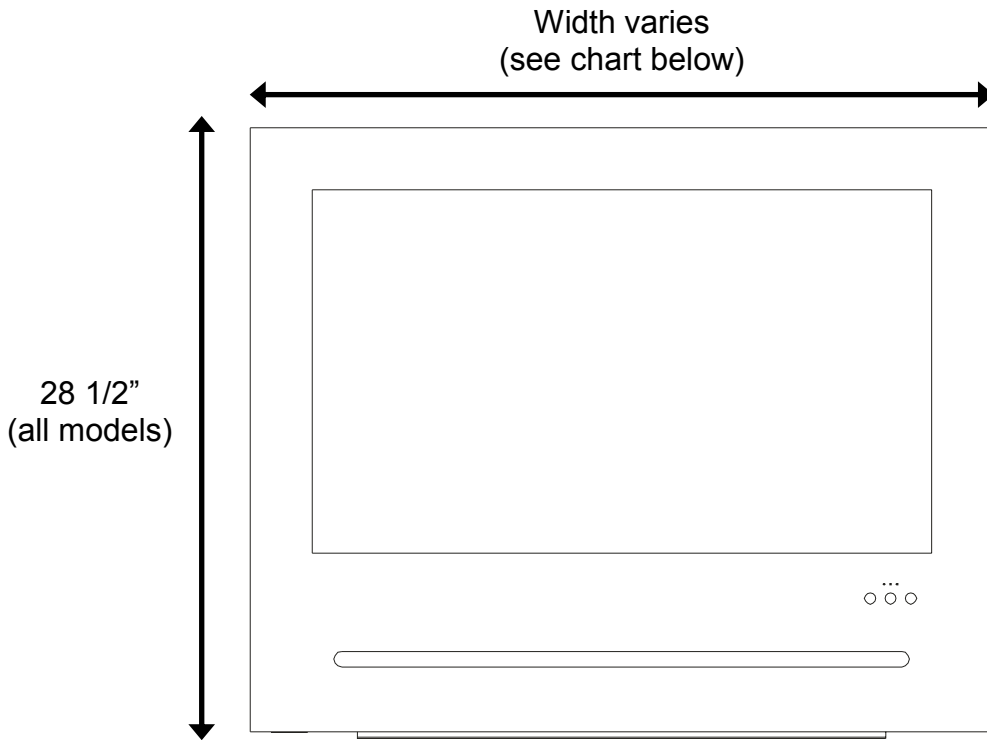 Width varies
(see chart below)
28 1/2”
(all models)